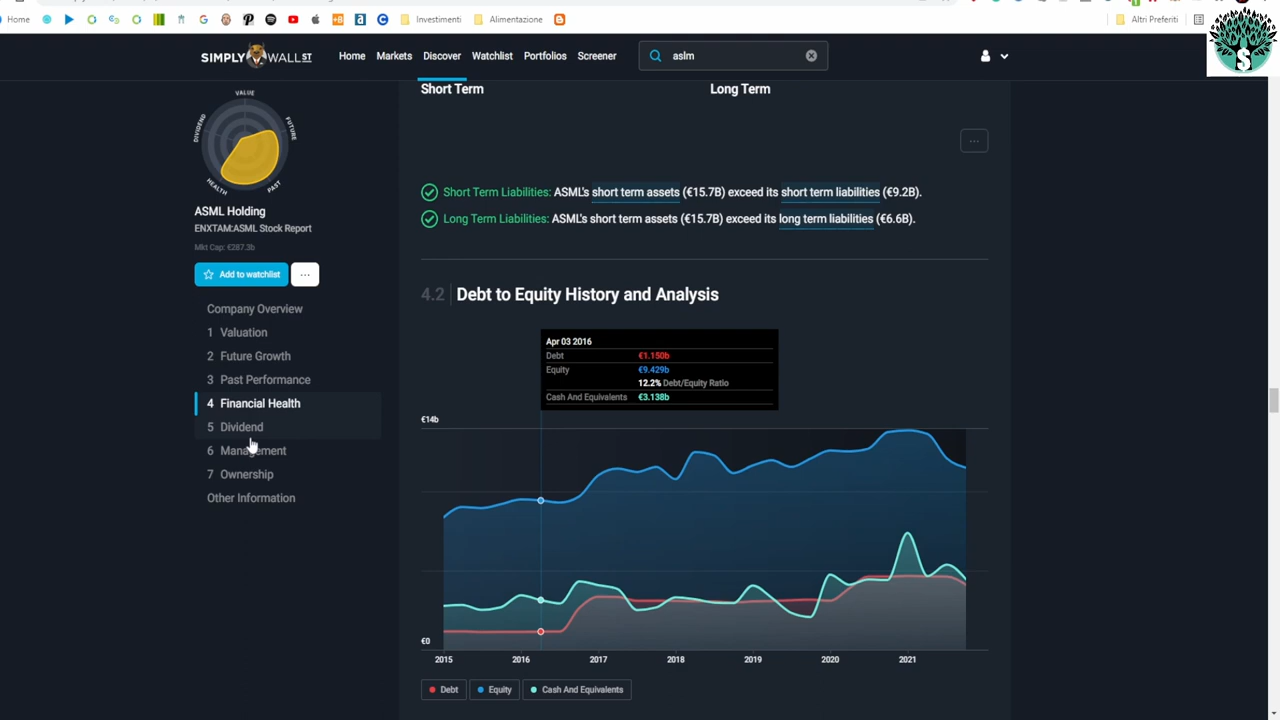 Home
Investimenti
Alimentazione
Altri Preferiti
SIMPLY WALL ST
Home Markets Discover Watchlist Portfolios Screener
aslm
VALUE
FUTURE
PAST
HEALTH
DIVIDEND
ASML Holding
ENXTAM:ASML Stock Report
Mkt Cap: €287.3b
Add to watchlist
...
Company Overview
1 Valuation
2 Future Growth
3 Past Performance
4 Financial Health
5 Dividend
6 Management
7 Ownership
Other Information
Short Term
Long Term
...
Short Term Liabilities: ASML's short term assets (€15.7B) exceed its short term liabilities (€9.2B).
Long Term Liabilities: ASML's short term assets (€15.7B) exceed its long term liabilities (€6.6B).
4.2 Debt to Equity History and Analysis
Apr 03 2016
Debt €1.150b
Equity €9.429b
12.2% Debt/Equity Ratio
Cash And Equivalents €3.138b
€14b
€0
2015 2016 2017 2018 2019 2020 2021
Debt
Equity
Cash And Equivalents